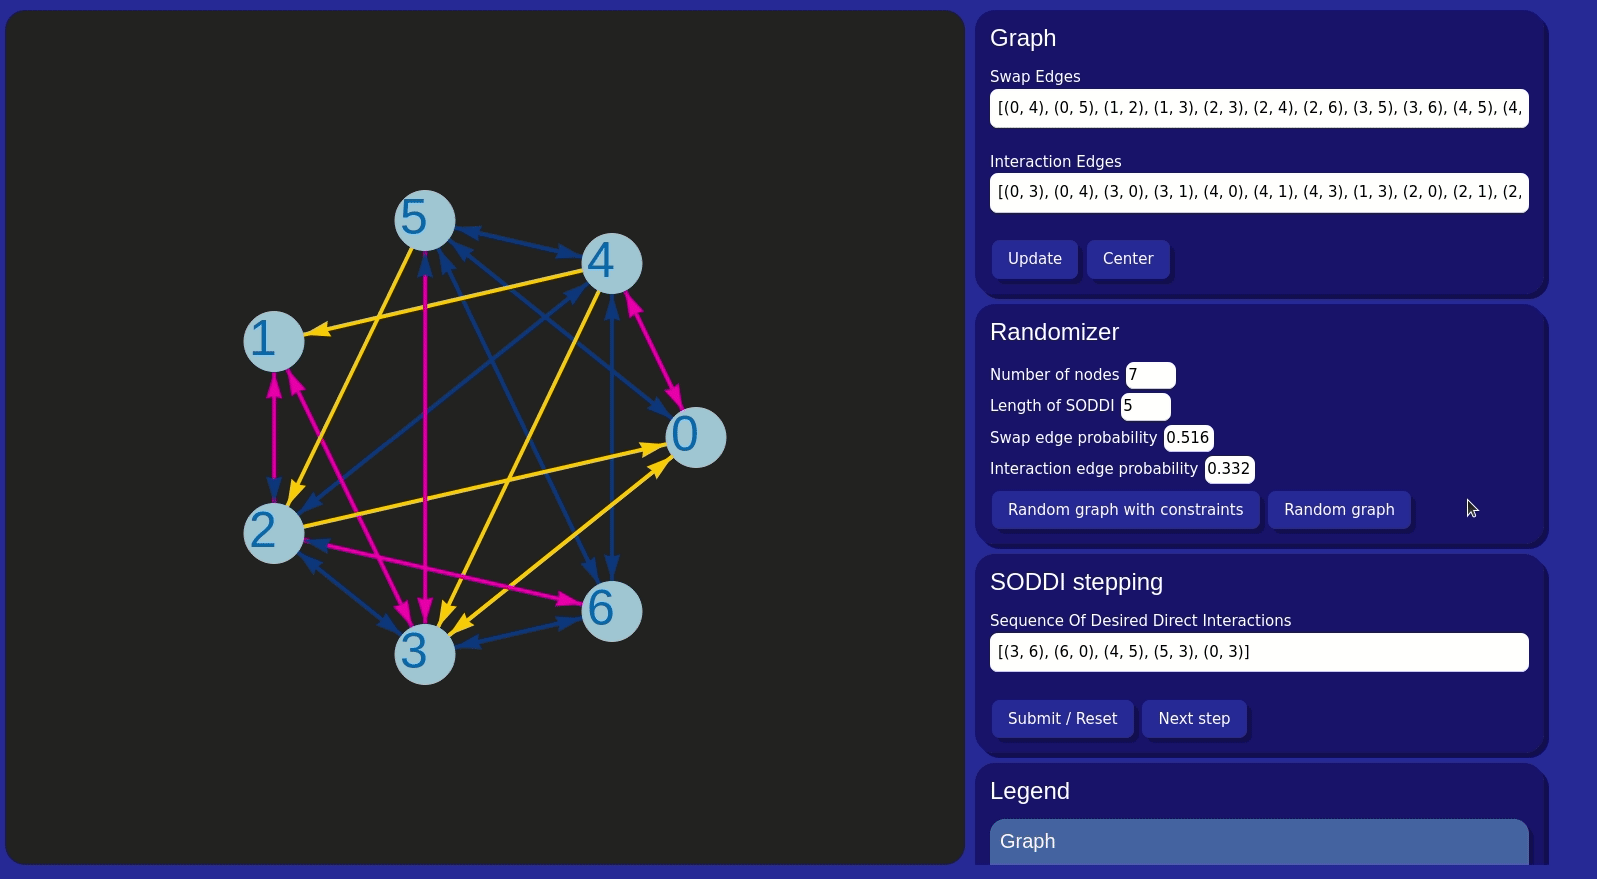 5
4
1
0
2
6
3
Graph
Swap Edges
[(0, 4), (0, 5), (1, 2), (1, 3), (2, 3), (2, 4), (2, 6), (3, 5), (3, 6), (4, 5), (4,
Interaction Edges
[(0, 3), (0, 4), (3, 0), (3, 1), (4, 0), (4, 1), (4, 3), (1, 3), (2, 0), (2, 1), (2,
Update Center
Randomizer
Number of nodes 7
Length of SODDI 5
Swap edge probability 0.516
Interaction edge probability 0.332
Random graph with constraints Random graph
SODDI stepping
Sequence Of Desired Direct Interactions
[(3, 6), (6, 0), (4, 5), (5, 3), (0, 3)]
Submit / Reset Next step
Legend
Graph